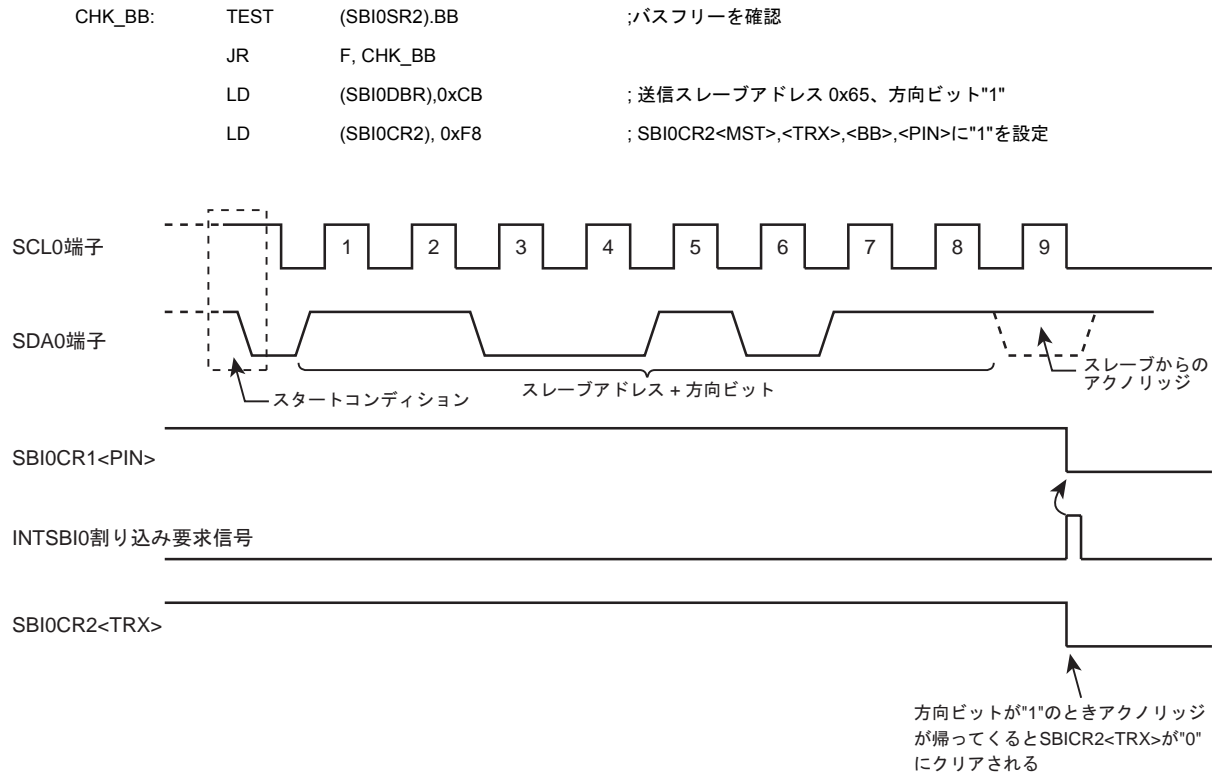 CHK_BB: TEST (SBI0SR2).BB ;バスフリーを確認
JR F, CHK_BB
LD (SBI0DBR),0xCB ; 送信スレーブアドレス 0x65、方向ビット"1"
LD (SBI0CR2), 0xF8 ; SBI0CR2<MST>,<TRX>,<BB>,<PIN>に"1"を設定
SCL0端子
1 2 3 4 5 6 7 8 9
SDA0端子
スタートコンディション
スレーブアドレス + 方向ビット
スレーブからの
アクノリッジ
SBI0CR1<PIN>
INTSBI0割り込み要求信号
SBI0CR2<TRX>
方向ビットが"1"のときアクノリッジ
が帰ってくるとSBICR2<TRX>が"0"
にクリアされる